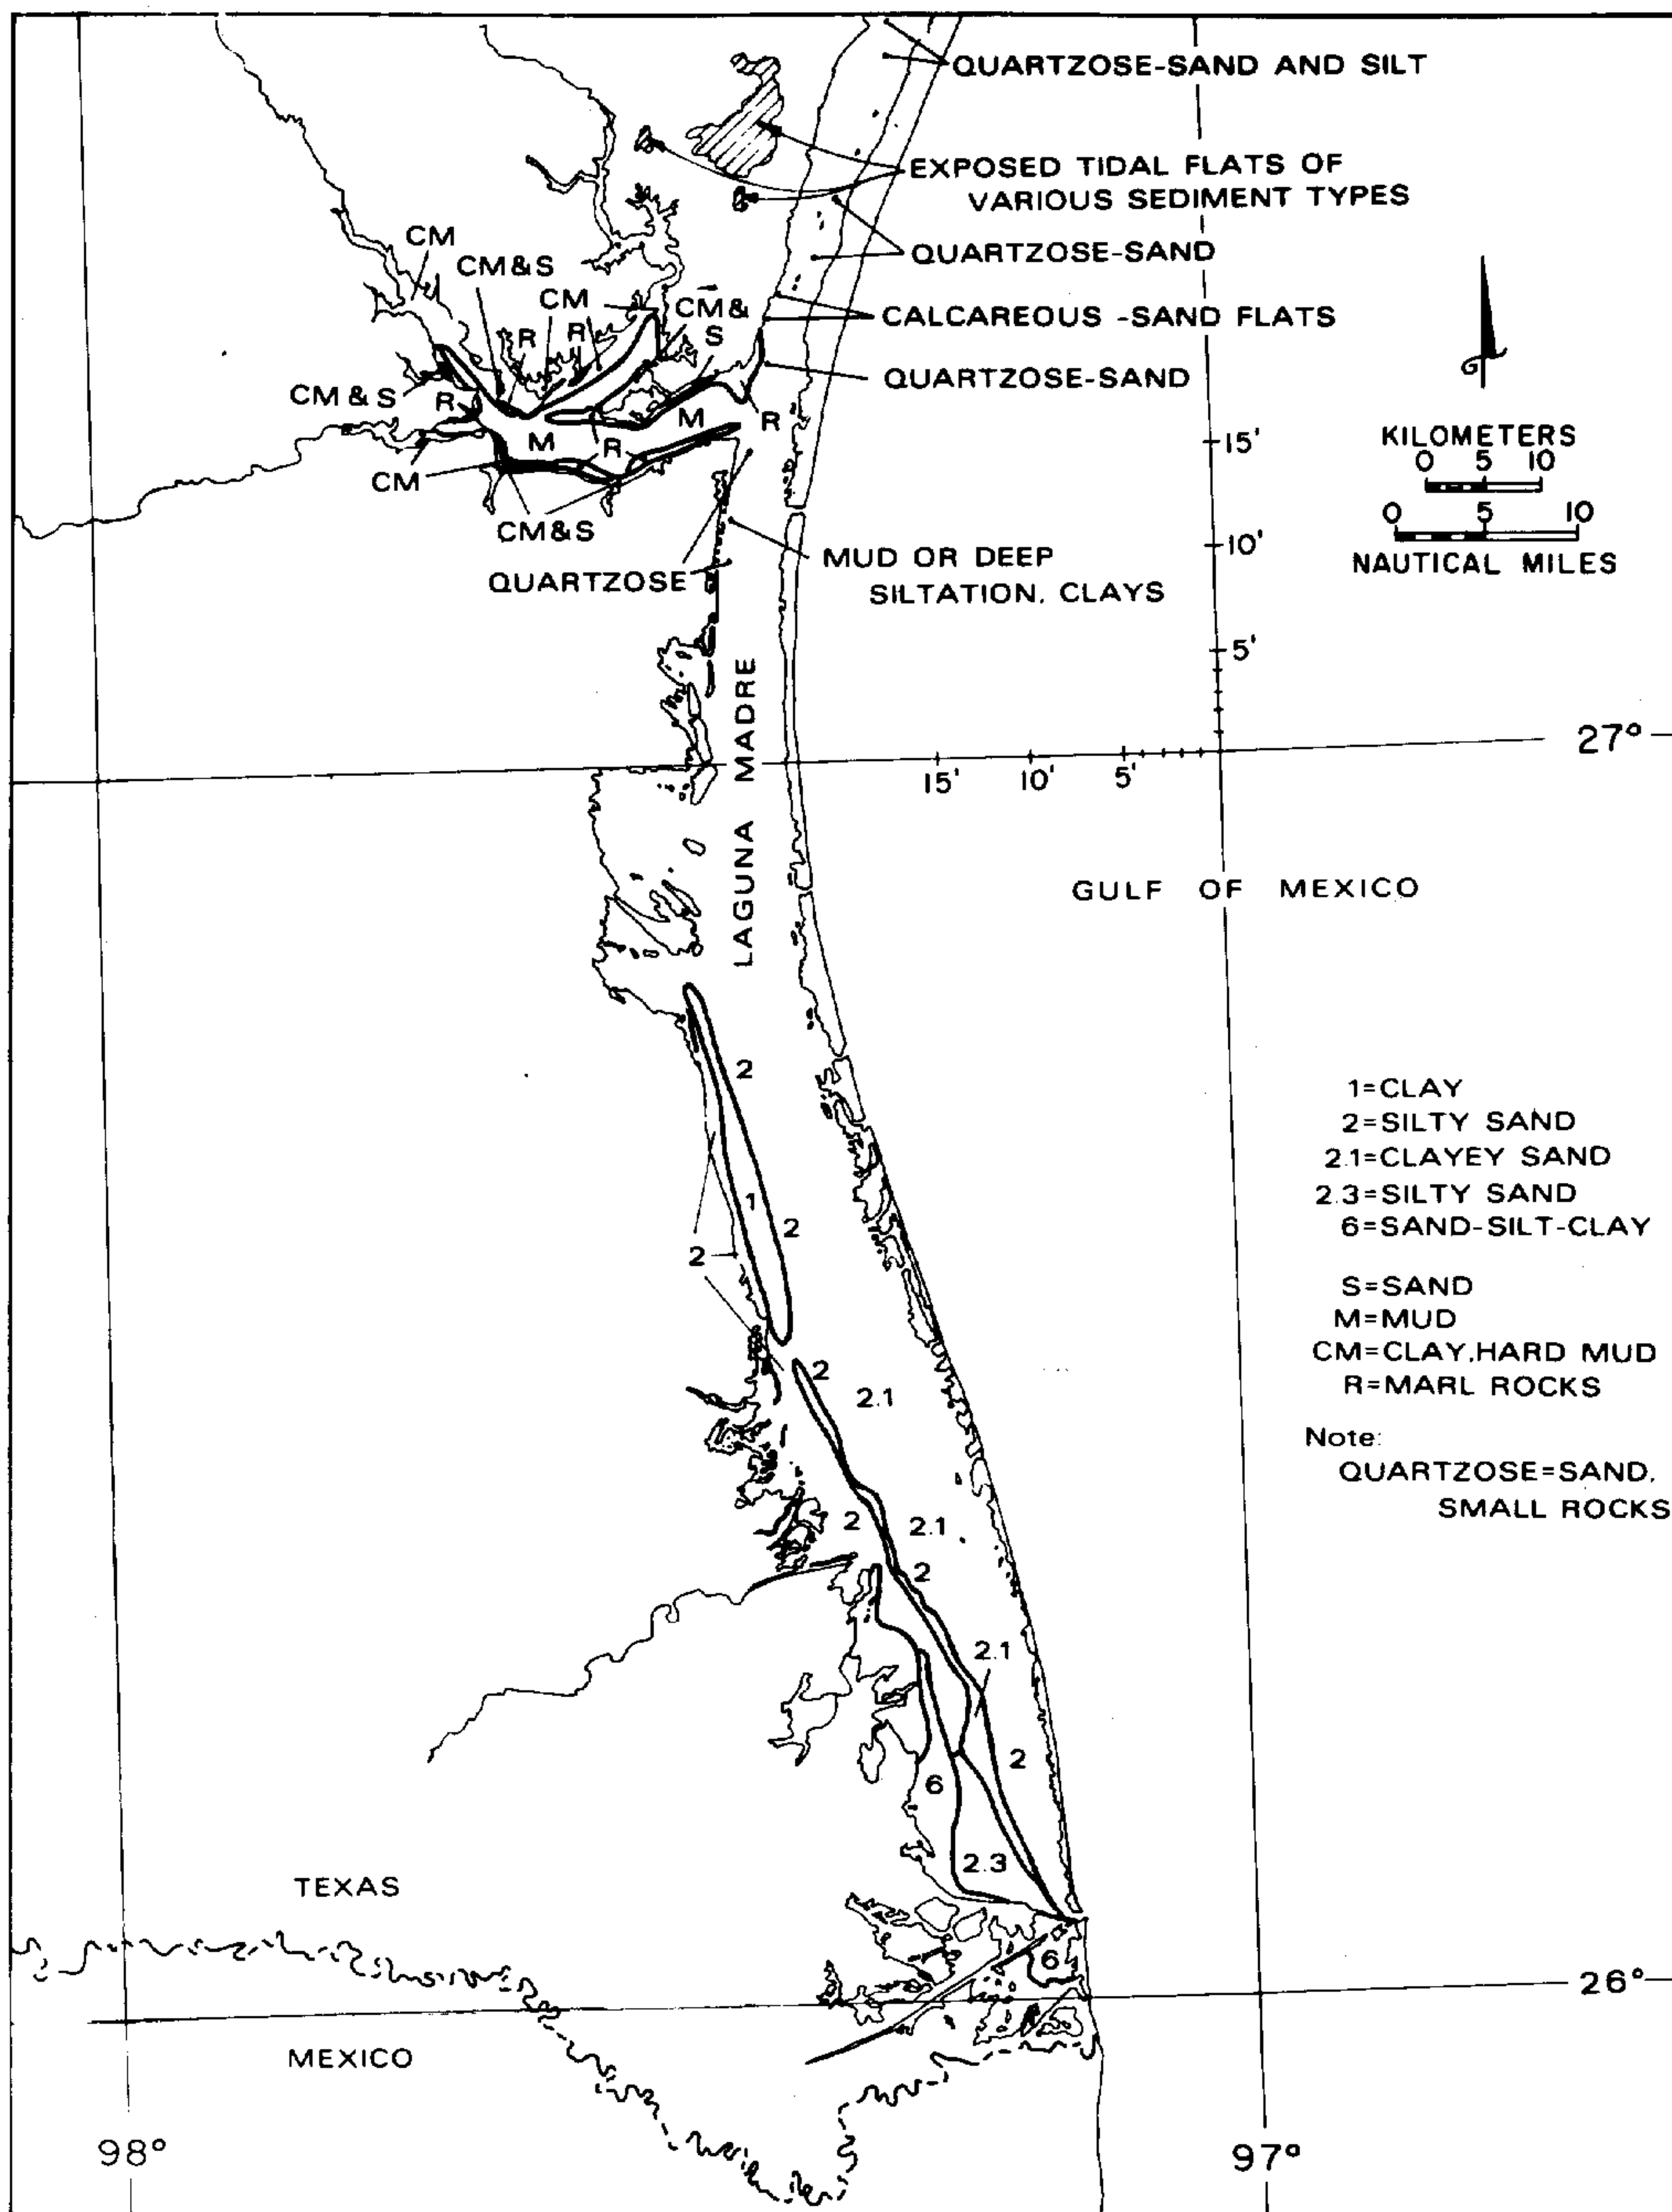 QUARTZOSE-SAND AND SILT
EXPOSED TIDAL FLATS OF
VARIOUS SEDIMENT TYPES
QUARTZOSE-SAND
CALCAREOUS -SAND FLATS
QUARTZOSE-SAND
CM
CM&S
CM
CM&
S
R
R
CM & S
R
M
M
R
R
CM
CM&S
QUARTZOSE
MUD OR DEEP
SILTATION. CLAYS
15'
10'
5'
KILOMETERS
0 5 10
0 5 10
NAUTICAL MILES
27°
15' 10' 5'
LAGUNA MADRE
GULF OF MEXICO
2
1
2
2
2
2.1
2
2.1
2
2.1
2
6
2.3
6
1=CLAY
2=SILTY SAND
2.1=CLAYEY SAND
2.3=SILTY SAND
6=SAND-SILT-CLAY
S=SAND
M=MUD
CM=CLAY,HARD MUD
R=MARL ROCKS
Note:
QUARTZOSE=SAND,
SMALL ROCKS
TEXAS
MEXICO
26°
98°
97°